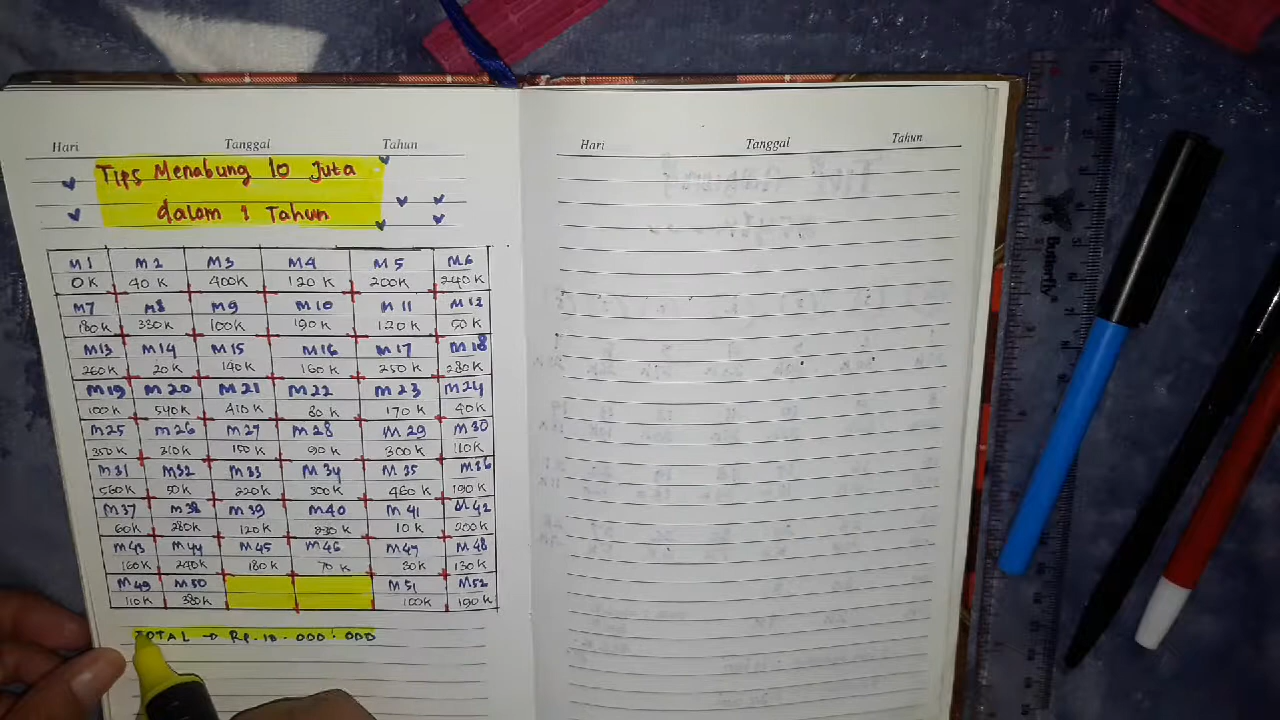 Hari Tanggal Tahun
Tips Menabung 10 Juta
dalam 1 Tahun
M1 M2 M3 M4 M5 M6
0K 40K 400K 120K 200K 240K
M7 M8 M9 M10 M11 M12
180K 330K 100K 190K 120K 50K
M13 M14 M15 M16 M17 M18
260K 20K 140K 160K 250K 280K
M19 M20 M21 M22 M23 M24
100K 540K 410K 80K 170K 40K
M25 M26 M27 M28 M29 M30
350K 310K 150K 90K 300K 110K
M31 M32 M33 M34 M35 M36
560K 50K 220K 300K 460K 190K
M37 M38 M39 M40 M41 M42
60K 280K 120K 230K 10K 200K
M43 M44 M45 M46 M47 M48
160K 240K 180K 70K 30K 130K
M49 M50 M51 M52
110K 380K 100K 190K
TOTAL → Rp.10.000.000
Hari Tanggal Tahun
Butterfly